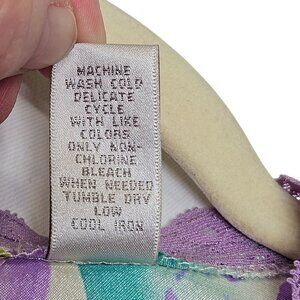 MACHINE
WASH COLD
DELICATE
CYCLE
WITH LIKE
COLORS
ONLY NON-
CHLORINE
BLEACH
WHEN NEEDED
TUMBLE DRY
LOW
COOL IRON